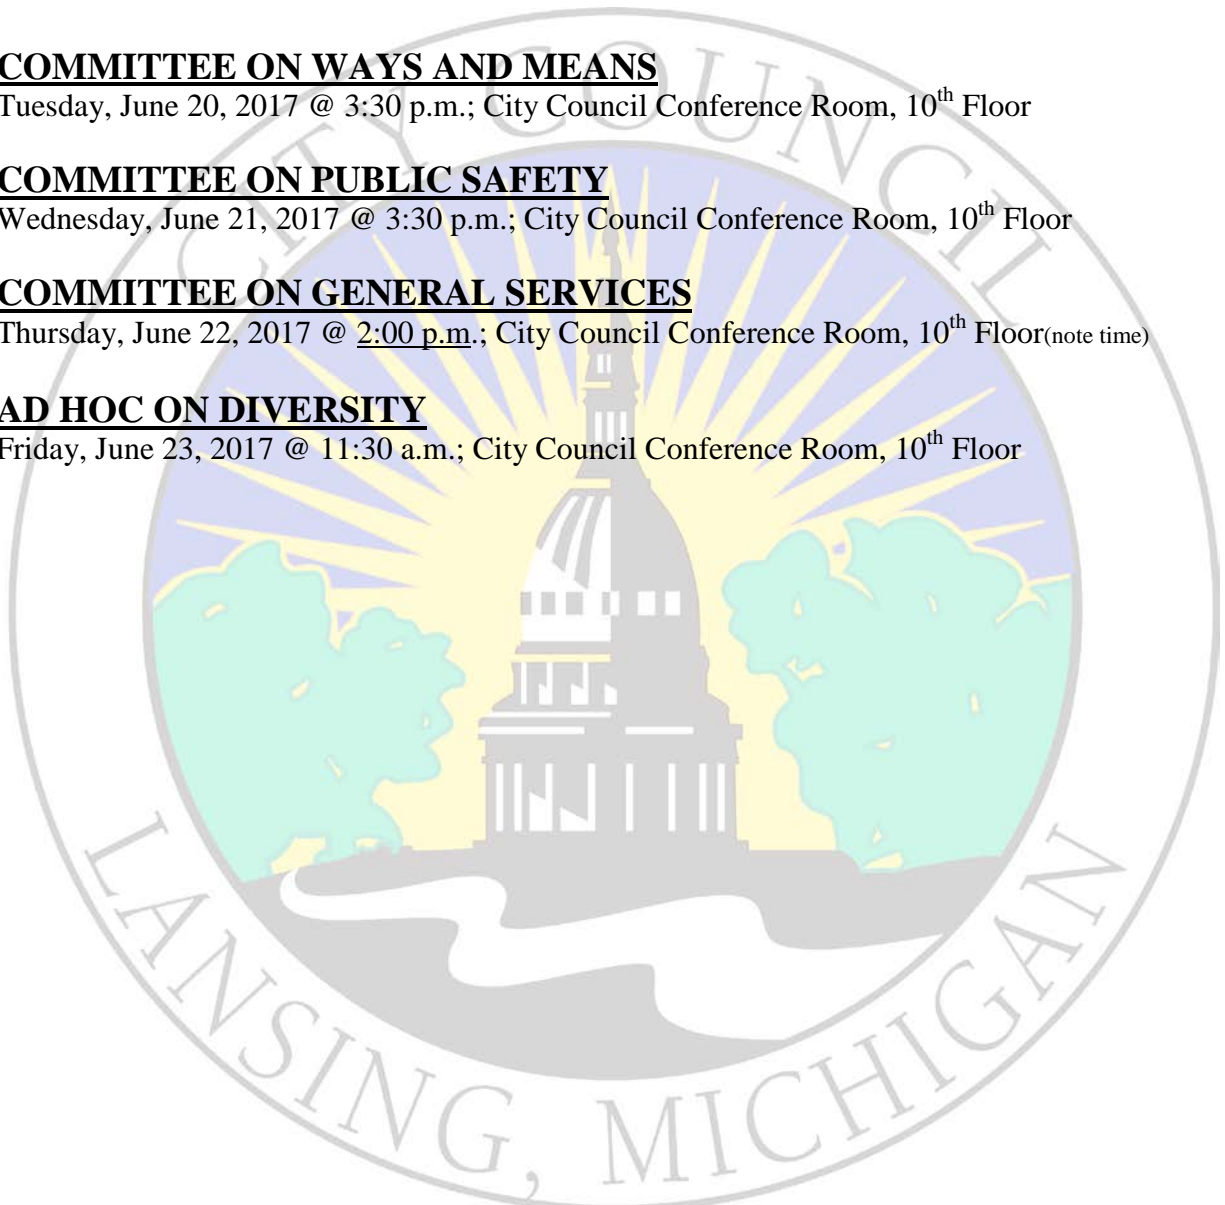 COMMITTEE ON WAYS AND MEANS
Tuesday, June 20, 2017 @ 3:30 p.m.; City Council Conference Room, 10th Floor
COMMITTEE ON PUBLIC SAFETY
Wednesday, June 21, 2017 @ 3:30 p.m.; City Council Conference Room, 10th Floor
COMMITTEE ON GENERAL SERVICES
Thursday, June 22, 2017 @ 2:00 p.m.; City Council Conference Room, 10th Floor(note time)
AD HOC ON DIVERSITY
Friday, June 23, 2017 @ 11:30 a.m.; City Council Conference Room, 10th Floor
CITY COUNCIL
LANSING, MICHIGAN